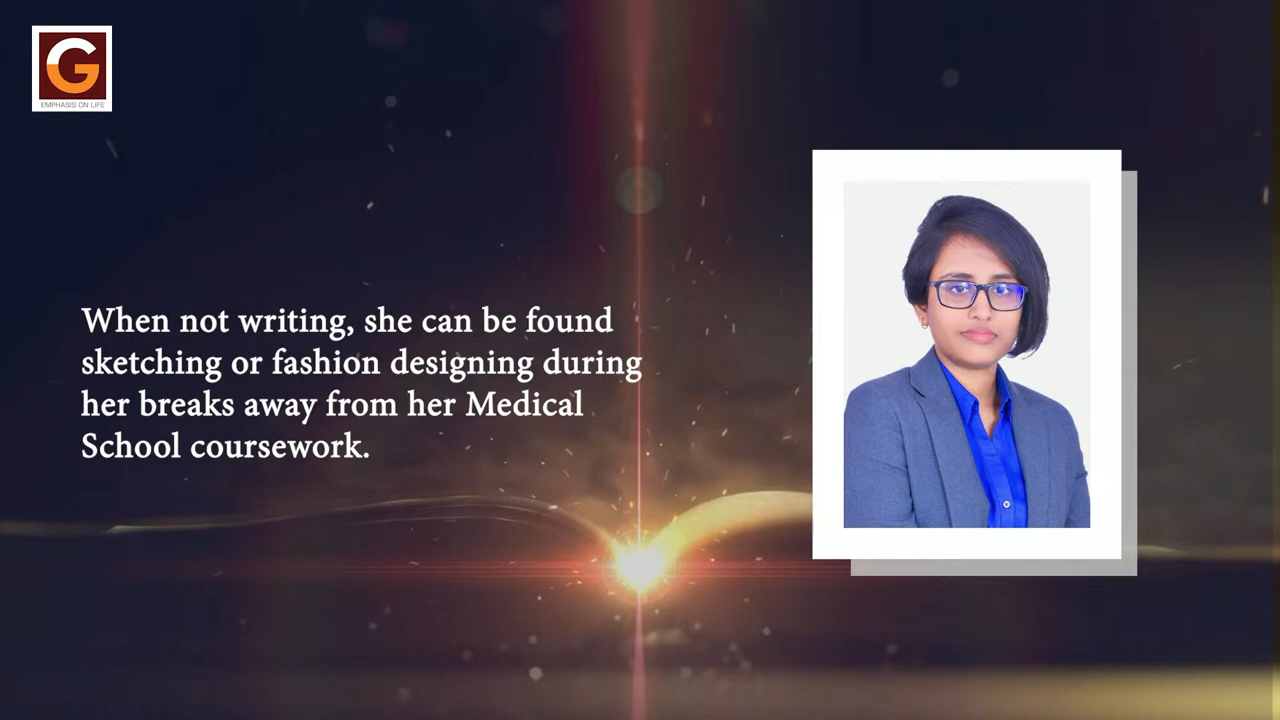 G
EMPHASIS ON LIFE
When not writing, she can be found
sketching or fashion designing during
her breaks away from her Medical
School coursework.